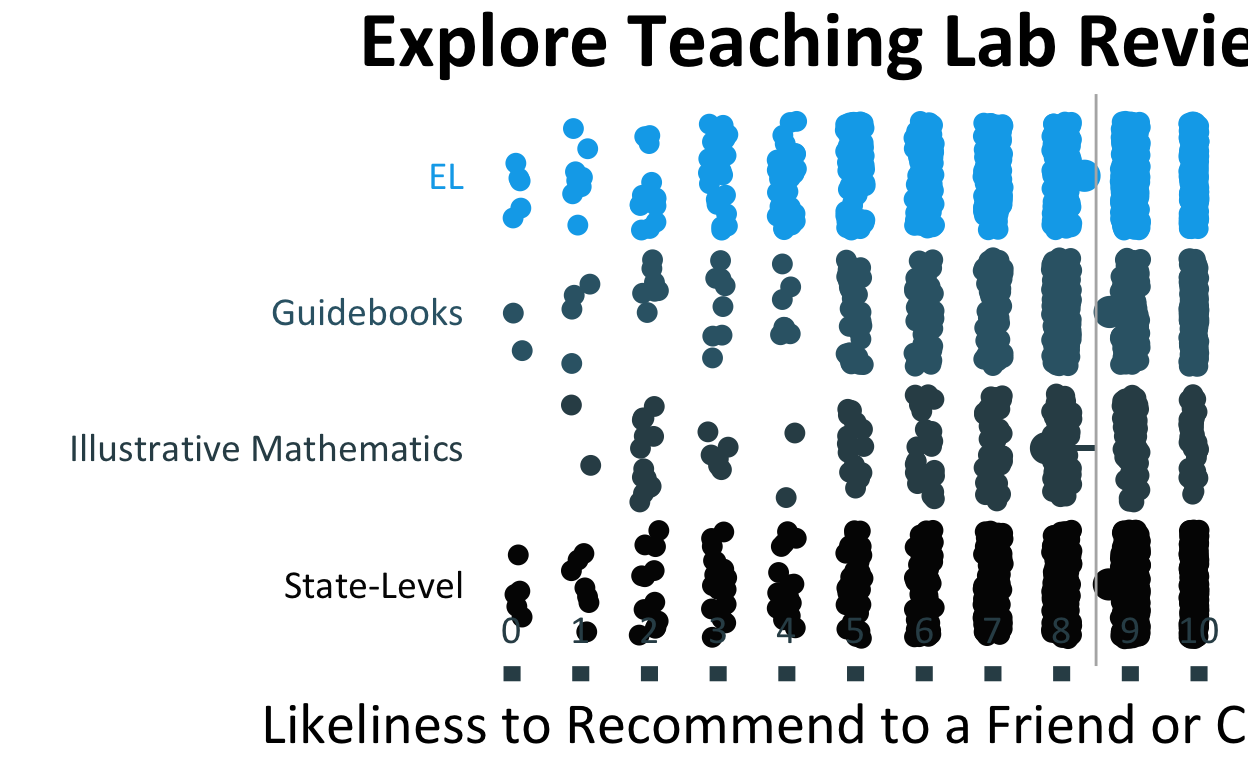 Explore Teaching Lab Revie
EL
Guidebooks
Illustrative Mathematics
State-Level
0 1 2 3 4 5 6 7 8 9 10
Likeliness to Recommend to a Friend or C